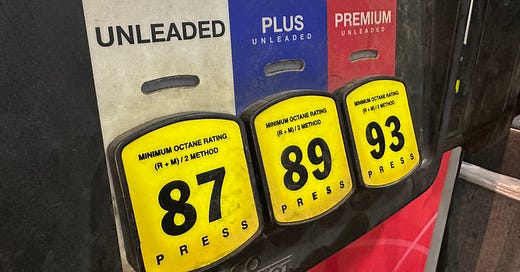 UNLEADED
PLUS
UNLEADED
PREMIUM
UNLEADED
MINIMUM OCTANE RATING
(R + M) / 2 METHOD
87
PRESS
MINIMUM OCTANE RATING
(R + M) / 2 METHOD
89
PRESS
MINIMUM OCTANE RATING
(R + M) / 2 METHOD
93
PRESS